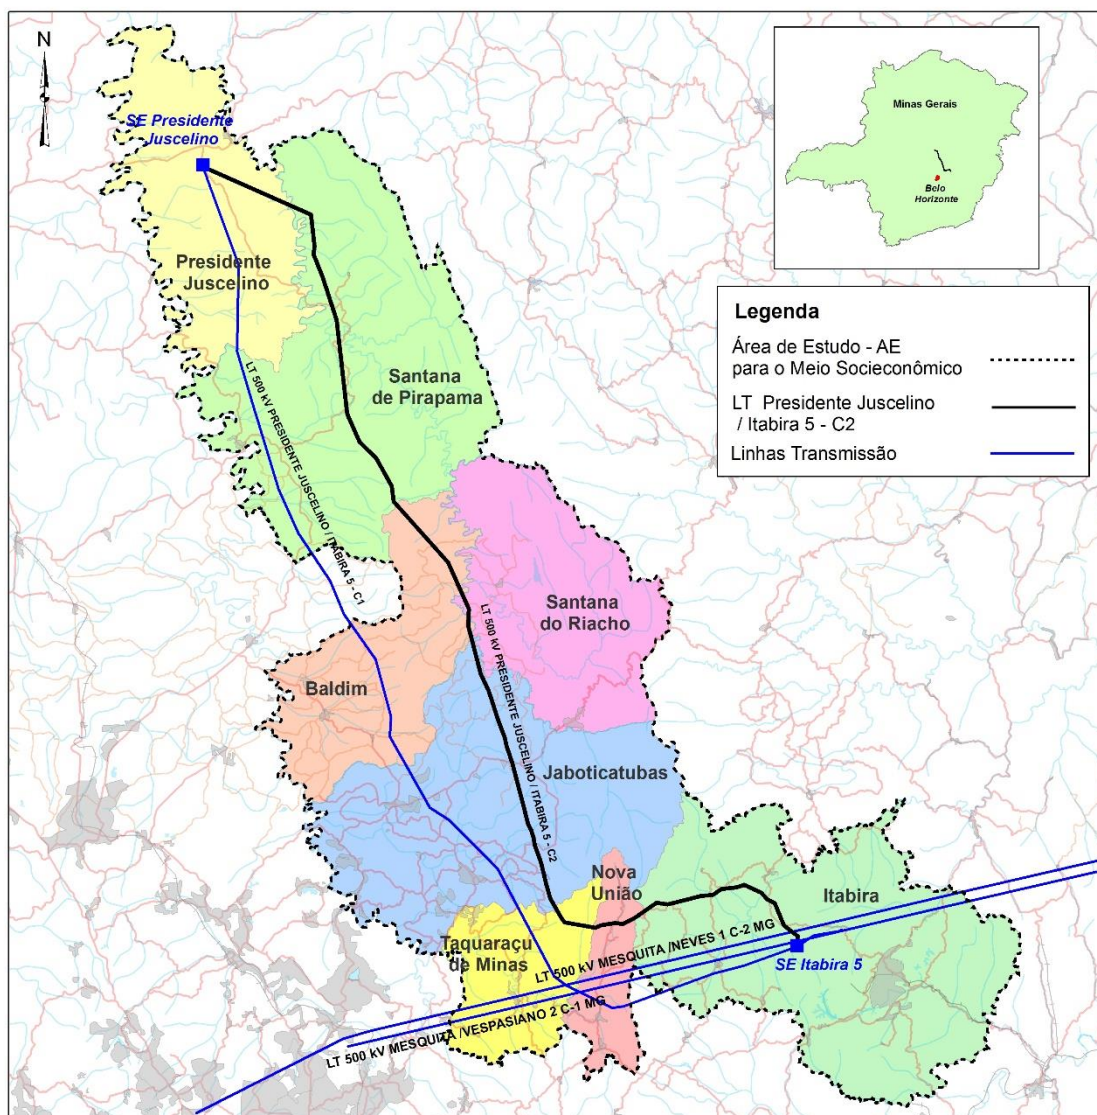 N
SE Presidente
Juscelino
Minas Gerais
Belo
Horizonte
Presidente
Juscelino
Legenda
Área de Estudo - AE
para o Meio Socieconômico
LT Presidente Juscelino
/ Itabira 5 - C2
Linhas Transmissão
Santana
de Pirapama
LT 500 kV PRESIDENTE JUSCELINO / ITABIRA 5 - C1
Santana
do Riacho
LT 500 kV PRESIDENTE JUSCELINO / ITABIRA 5 - C2
Baldim
Jaboticatubas
Nova
União
Itabira
Taquaraçu
de Minas
LT 500 kV MESQUITA /NEVES 1 C-2 MG
SE Itabira 5
LT 500 kV MESQUITA /VESPASIANO 2 C-1 MG